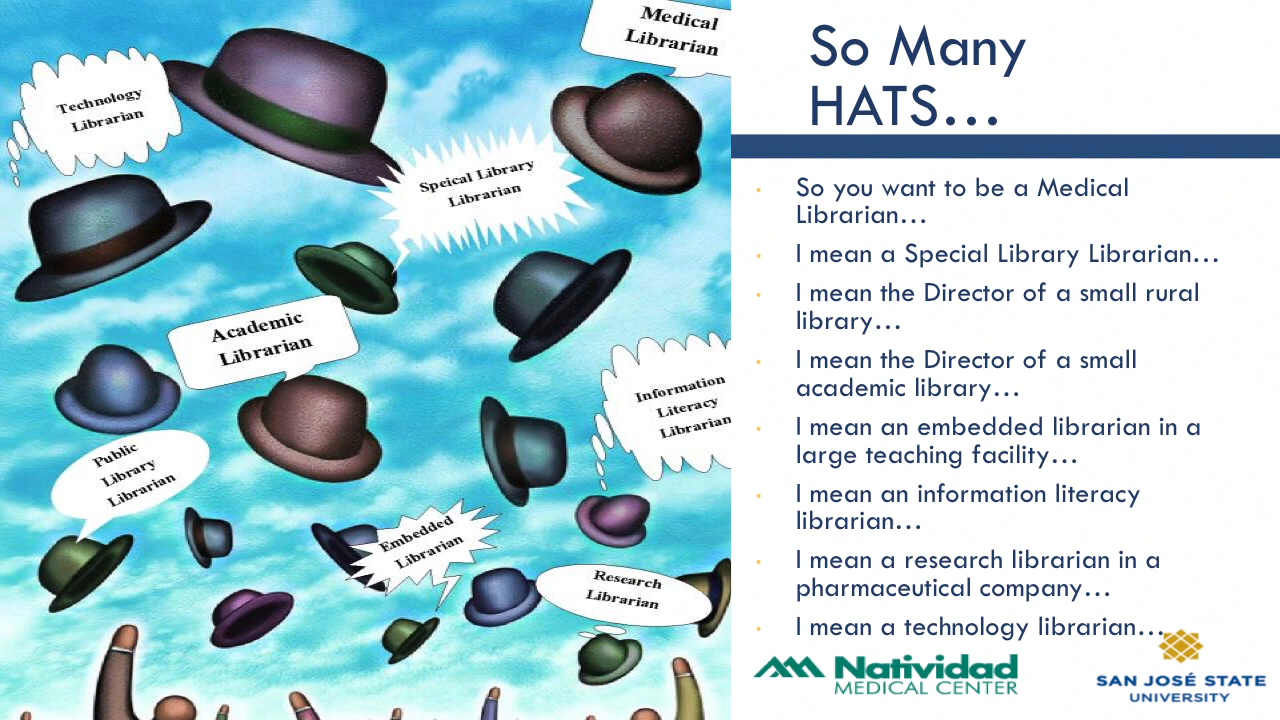 Medical
Librarian
Technology
Librarian
Speical Library
Librarian
Academic
Librarian
Information
Literacy
Librarian
Public
Library
Librarian
Embedded
Librarian
Research
Librarian
So Many
HATS…
So you want to be a Medical
Librarian…
I mean a Special Library Librarian…
I mean the Director of a small rural
library…
I mean the Director of a small
academic library…
I mean an embedded librarian in a
large teaching facility…
I mean an information literacy
librarian…
I mean a research librarian in a
pharmaceutical company…
I mean a technology librarian…
Natividad
MEDICAL CENTER
SAN JOSÉ STATE
UNIVERSITY